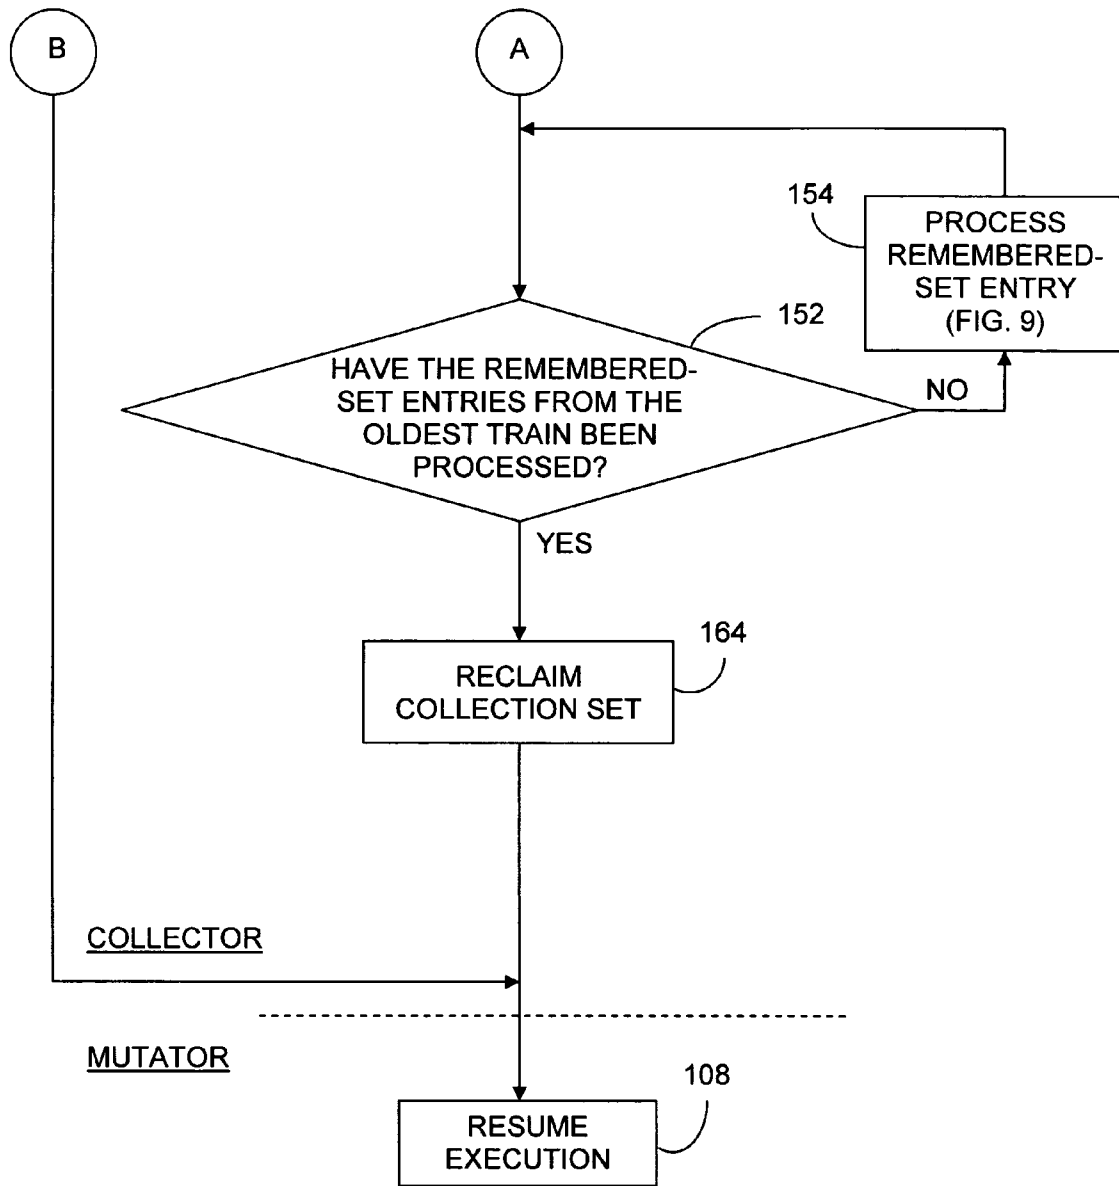 B
A
154
PROCESS
REMEMBERED-
SET ENTRY
(FIG. 9)
152
HAVE THE REMEMBERED-
SET ENTRIES FROM THE
OLDEST TRAIN BEEN
PROCESSED?
NO
YES
164
RECLAIM
COLLECTION SET
COLLECTOR
MUTATOR
108
RESUME
EXECUTION